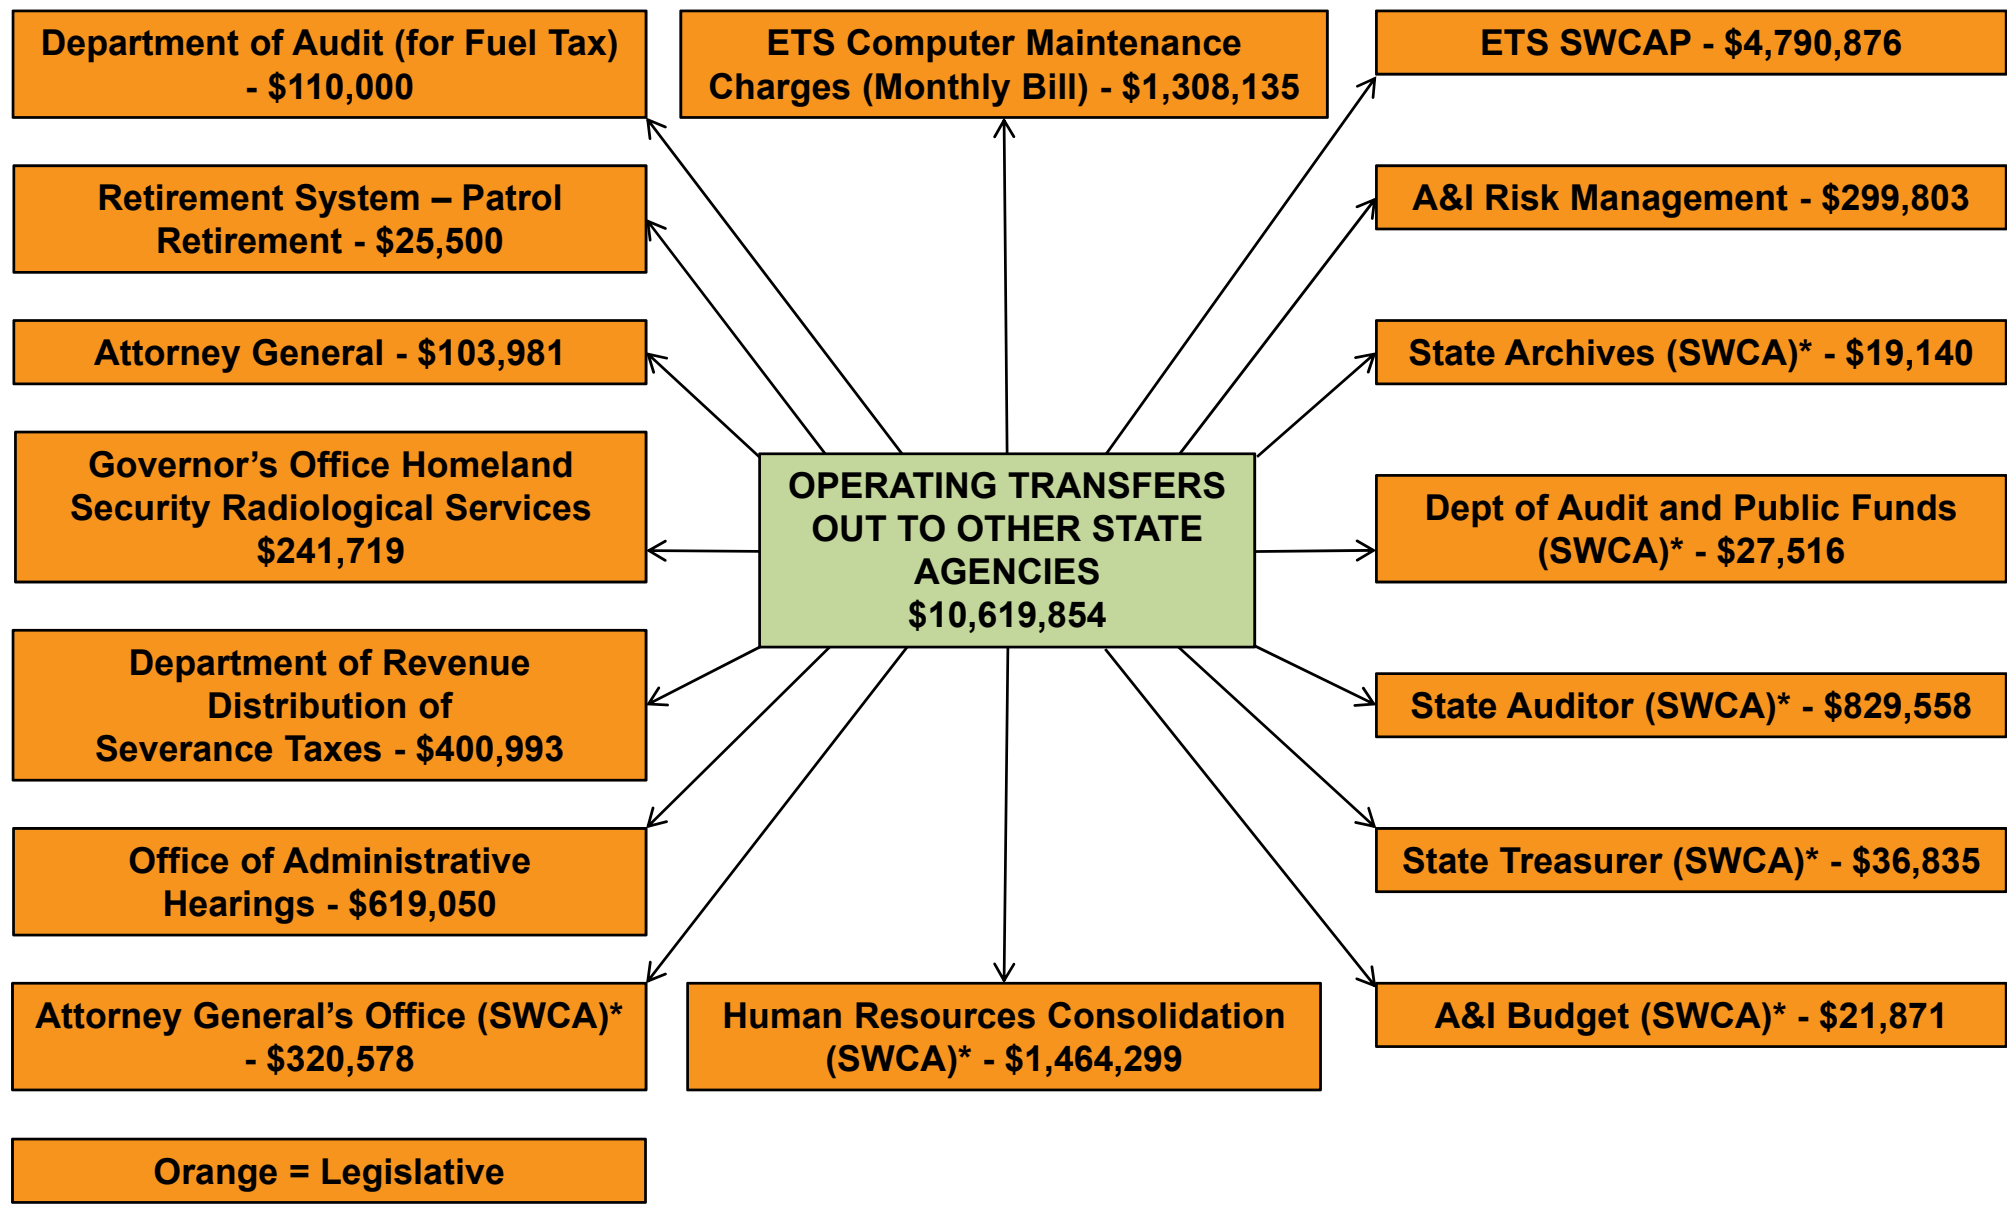 Department of Audit (for Fuel Tax)
- $110,000
ETS Computer Maintenance
Charges (Monthly Bill) - $1,308,135
ETS SWCAP - $4,790,876
Retirement System – Patrol
Retirement - $25,500
A&I Risk Management - $299,803
Attorney General - $103,981
State Archives (SWCA)* - $19,140
Governor’s Office Homeland
Security Radiological Services
$241,719
OPERATING TRANSFERS
OUT TO OTHER STATE
AGENCIES
$10,619,854
Dept of Audit and Public Funds
(SWCA)* - $27,516
Department of Revenue
Distribution of
Severance Taxes - $400,993
State Auditor (SWCA)* - $829,558
Office of Administrative
Hearings - $619,050
State Treasurer (SWCA)* - $36,835
Attorney General’s Office (SWCA)*
- $320,578
Human Resources Consolidation
(SWCA)* - $1,464,299
A&I Budget (SWCA)* - $21,871
Orange = Legislative